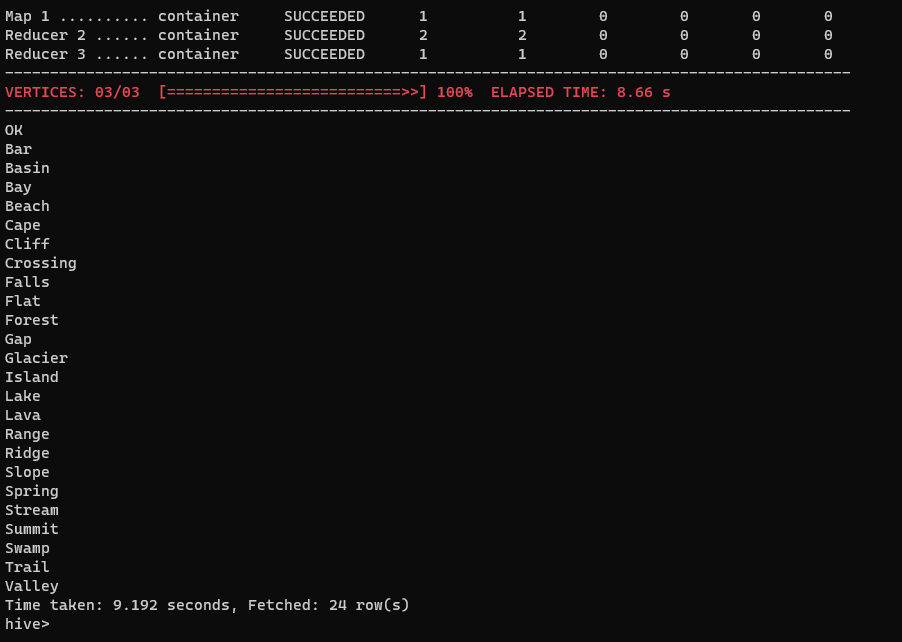 Map 1 .......... container     SUCCEEDED      1          1        0        0       0       0
Reducer 2 ...... container     SUCCEEDED      2          2        0        0       0       0
Reducer 3 ...... container     SUCCEEDED      1          1        0        0       0       0
----------------------------------------------------------------------------------------------
VERTICES: 03/03  [==========================>>] 100%  ELAPSED TIME: 8.66 s
----------------------------------------------------------------------------------------------
OK
Bar
Basin
Bay
Beach
Cape
Cliff
Crossing
Falls
Flat
Forest
Gap
Glacier
Island
Lake
Lava
Range
Ridge
Slope
Spring
Stream
Summit
Swamp
Trail
Valley
Time taken: 9.192 seconds, Fetched: 24 row(s)
hive>